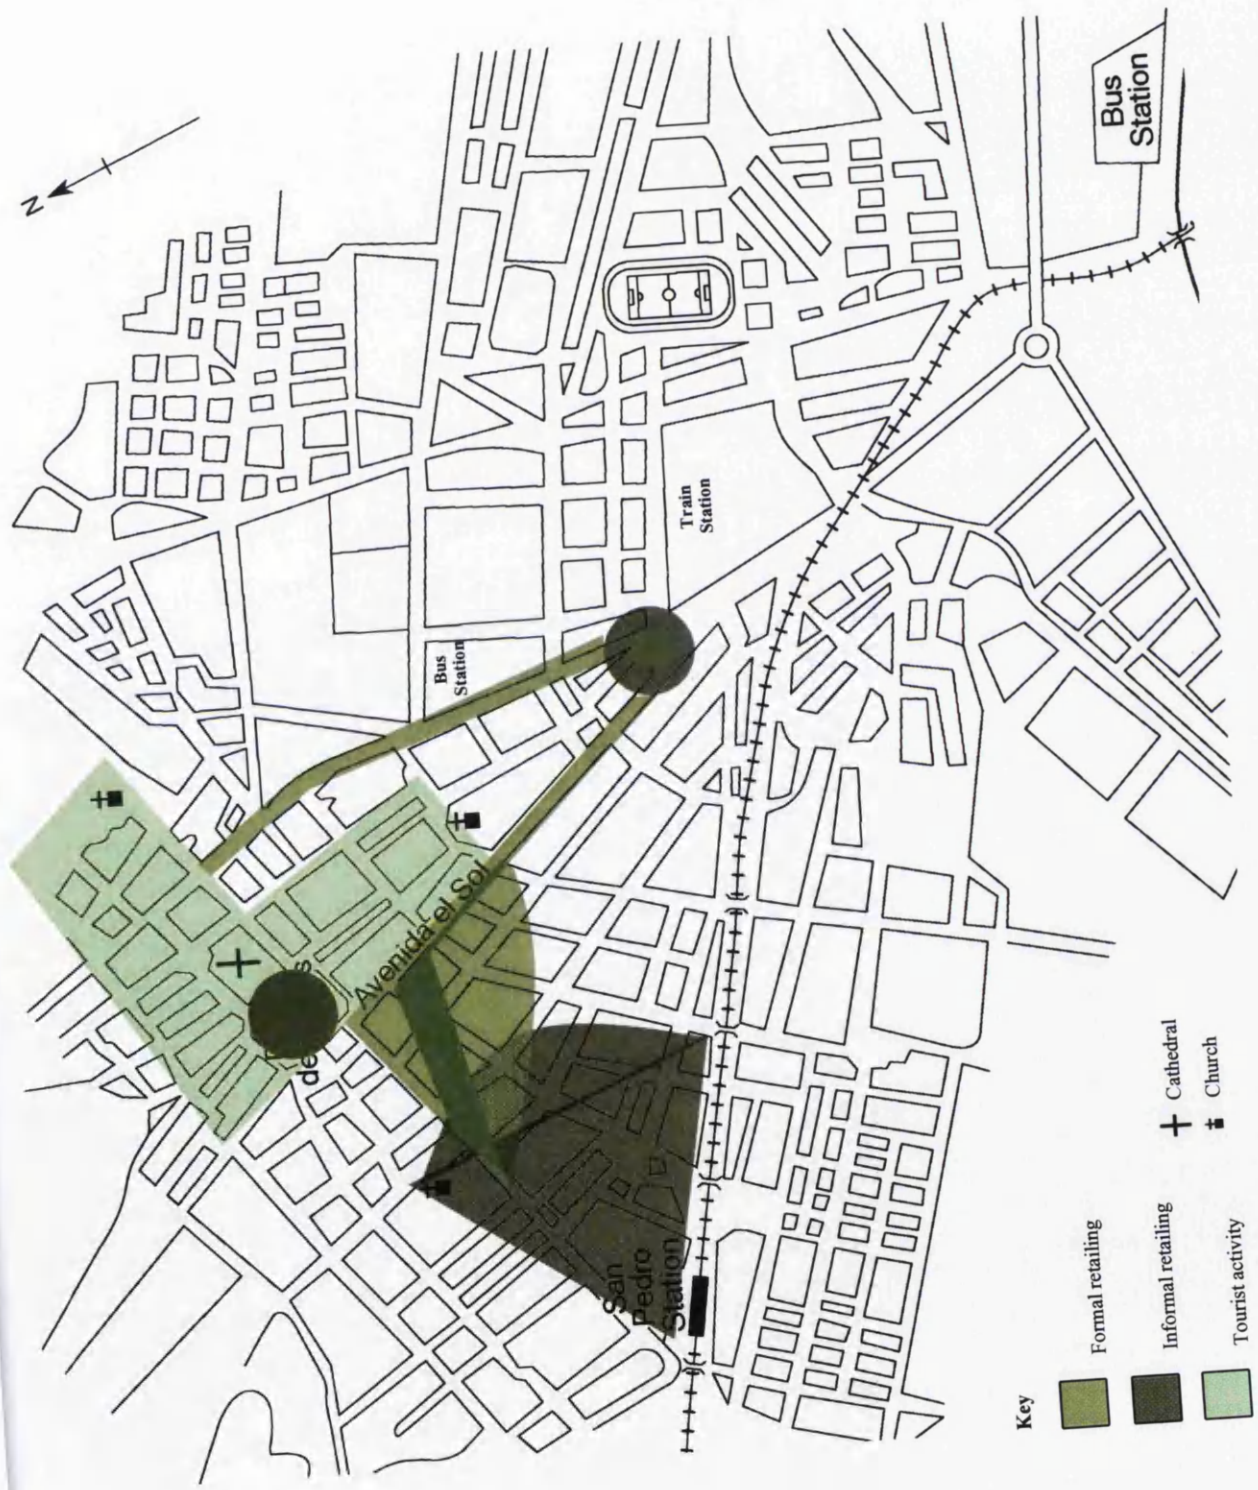 N
Bus
Station
Train
Station
Bus
Station
Avenida el Sol
de
s
San
Pedro
Station
Key
Formal retailing
Informal retailing
Tourist activity
Cathedral
Church